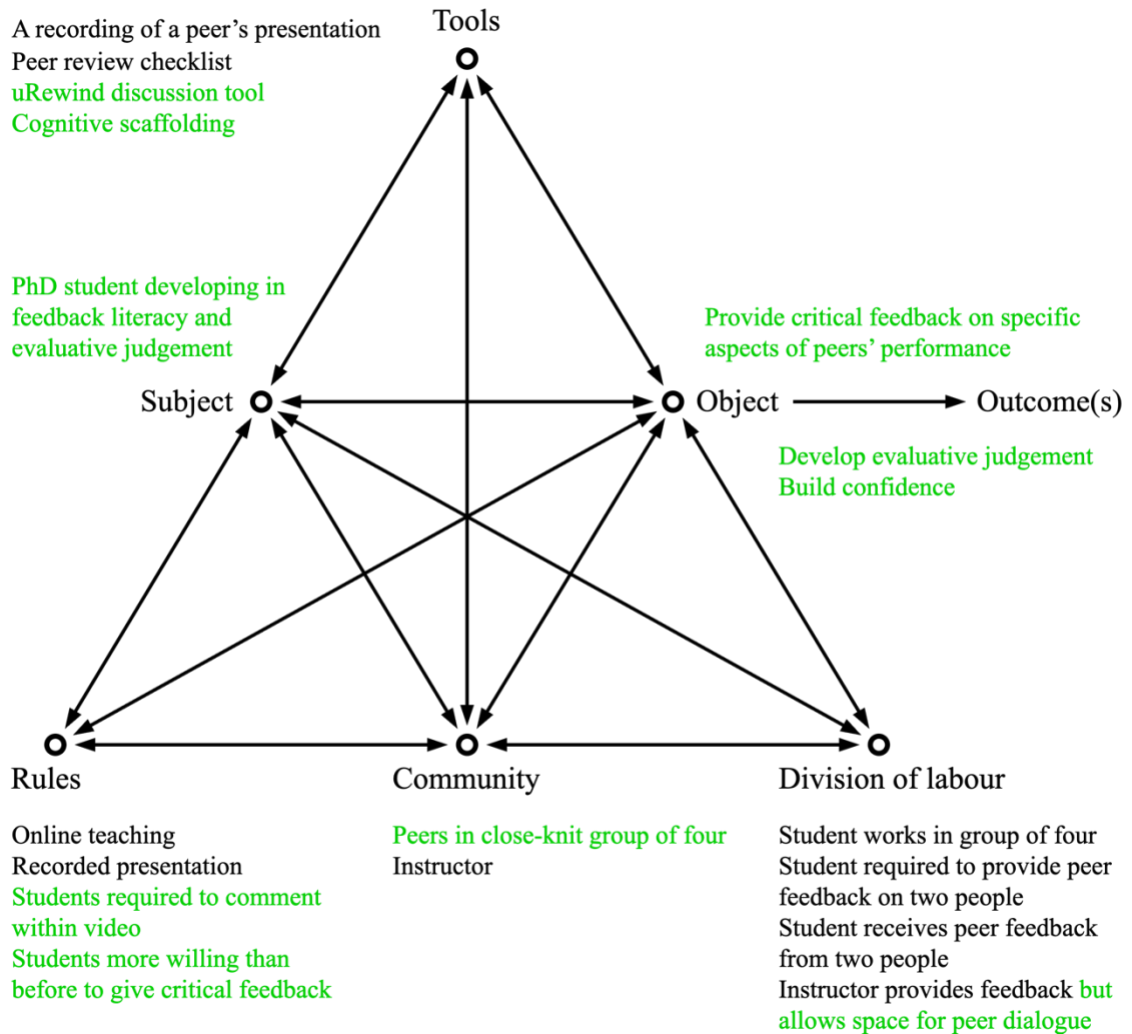 A recording of a peer’s presentation
Peer review checklist
uRewind discussion tool
Cognitive scaffolding
Tools
PhD student developing in
feedback literacy and
evaluative judgement
Subject
Provide critical feedback on specific
aspects of peers’ performance
Object
Outcome(s)
Develop evaluative judgement
Build confidence
Rules
Online teaching
Recorded presentation
Students required to comment
within video
Students more willing than
before to give critical feedback
Community
Peers in close-knit group of four
Instructor
Division of labour
Student works in group of four
Student required to provide peer
feedback on two people
Student receives peer feedback
from two people
Instructor provides feedback but
allows space for peer dialogue